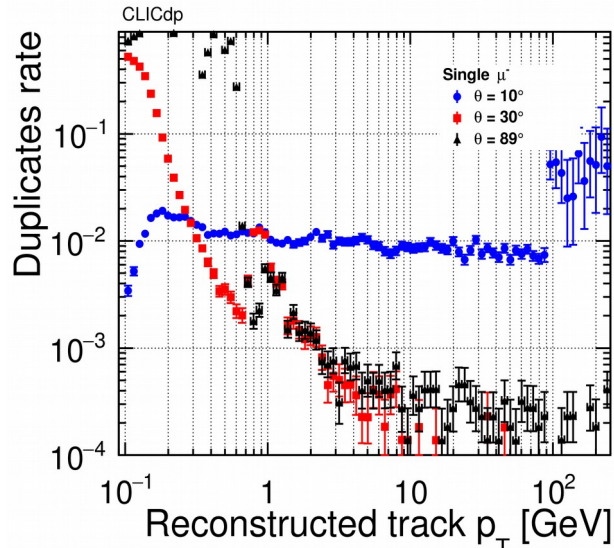 CLICdp
Duplicates rate
Single μ⁻
θ = 10°
θ = 30°
θ = 89°
10⁻¹
10⁻²
10⁻³
10⁻⁴
10⁻¹ 1 10 10²
Reconstructed track p_T [GeV]